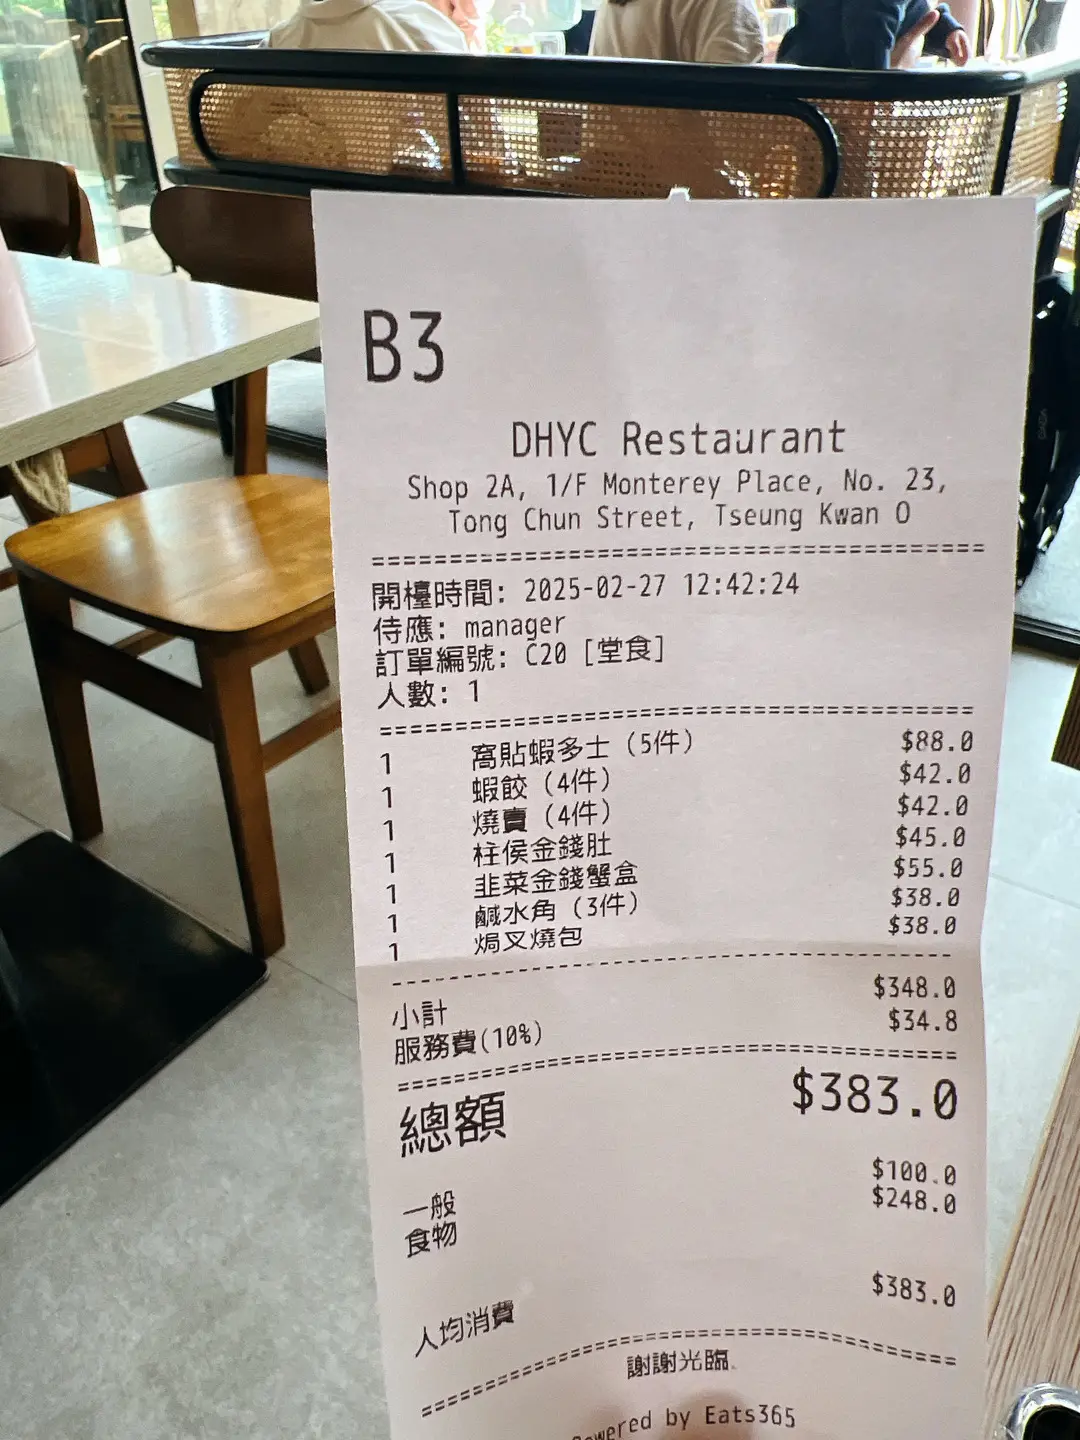 B3
DHYC Restaurant
Shop 2A, 1/F Monterey Place, No. 23,
Tong Chun Street, Tseung Kwan O
=======================================
開檯時間: 2025-02-27 12:42:24
侍應: manager
訂單編號: C20 [堂食]
人數: 1
=======================================
1 窩貼蝦多士 (5件) $88.0
1 蝦餃 (4件) $42.0
1 燒賣 (4件) $42.0
1 柱侯金錢肚 $45.0
1 韭菜金錢蟹盒 $55.0
1 鹹水角 (3件) $38.0
1 焗叉燒包 $38.0
---------------------------------------
小計 $348.0
服務費(10%) $34.8
=======================================
總額 $383.0
一般 $100.0
食物 $248.0
人均消費 $383.0
=======================================
謝謝光臨.
Powered by Eats365